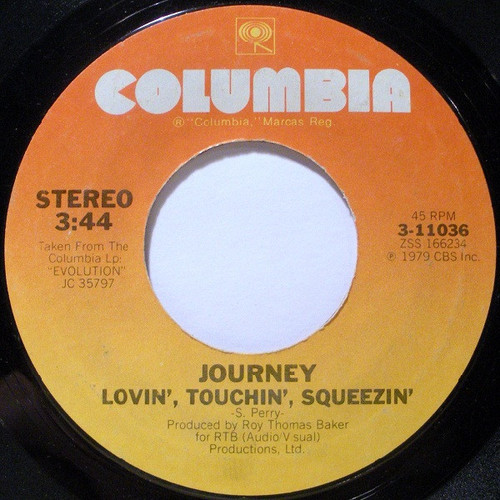 COLUMBIA
® "Columbia," Marcas Reg.
STEREO
3:44
Taken From The
Columbia Lp:
"EVOLUTION"
JC 35797
45 RPM
3-11036
ZSS 166234
℗ 1979 CBS Inc.
JOURNEY
LOVIN', TOUCHIN', SQUEEZIN'
-S. Perry-
Produced by Roy Thomas Baker
for RTB (Audio/V sual)
Productions, Ltd.